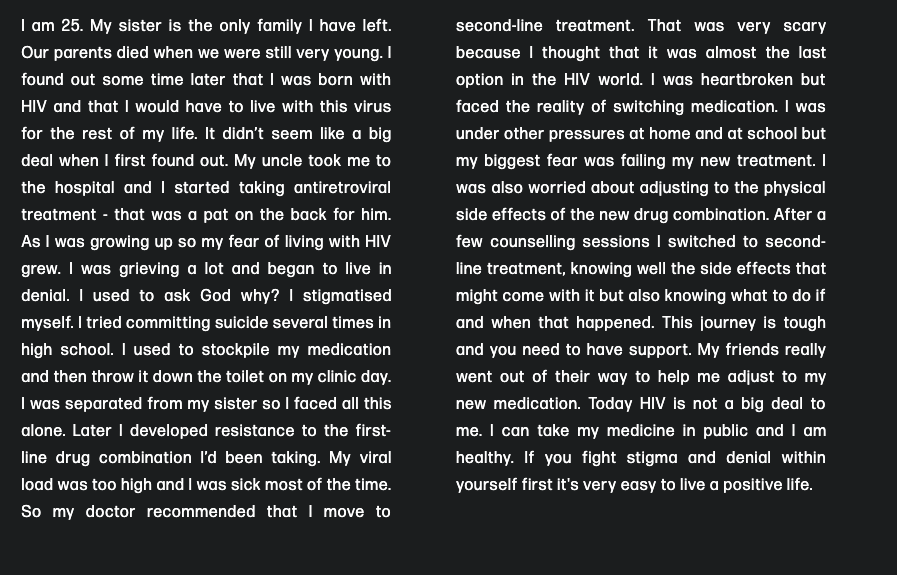 I am 25. My sister is the only family I have left.
Our parents died when we were still very young. I
found out some time later that I was born with
HIV and that I would have to live with this virus
for the rest of my life. It didn’t seem like a big
deal when I first found out. My uncle took me to
the hospital and I started taking antiretroviral
treatment - that was a pat on the back for him.
As I was growing up so my fear of living with HIV
grew. I was grieving a lot and began to live in
denial. I used to ask God why? I stigmatised
myself. I tried committing suicide several times in
high school. I used to stockpile my medication
and then throw it down the toilet on my clinic day.
I was separated from my sister so I faced all this
alone. Later I developed resistance to the first-
line drug combination I’d been taking. My viral
load was too high and I was sick most of the time.
So my doctor recommended that I move to
second-line treatment. That was very scary
because I thought that it was almost the last
option in the HIV world. I was heartbroken but
faced the reality of switching medication. I was
under other pressures at home and at school but
my biggest fear was failing my new treatment. I
was also worried about adjusting to the physical
side effects of the new drug combination. After a
few counselling sessions I switched to second-
line treatment, knowing well the side effects that
might come with it but also knowing what to do if
and when that happened. This journey is tough
and you need to have support. My friends really
went out of their way to help me adjust to my
new medication. Today HIV is not a big deal to
me. I can take my medicine in public and I am
healthy. If you fight stigma and denial within
yourself first it's very easy to live a positive life.